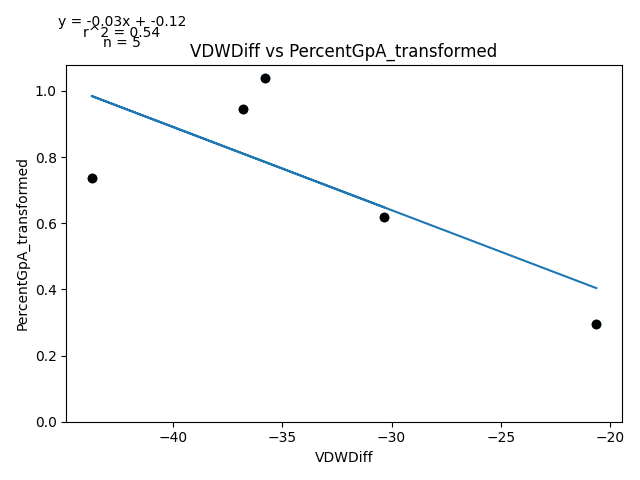 y = -0.03x + -0.12
r^2 = 0.54
n = 5
VDWDiff vs PercentGpA_transformed
1.0
0.8
0.6
0.4
0.2
0.0
PercentGpA_transformed
−40
−35
−30
−25
−20
VDWDiff